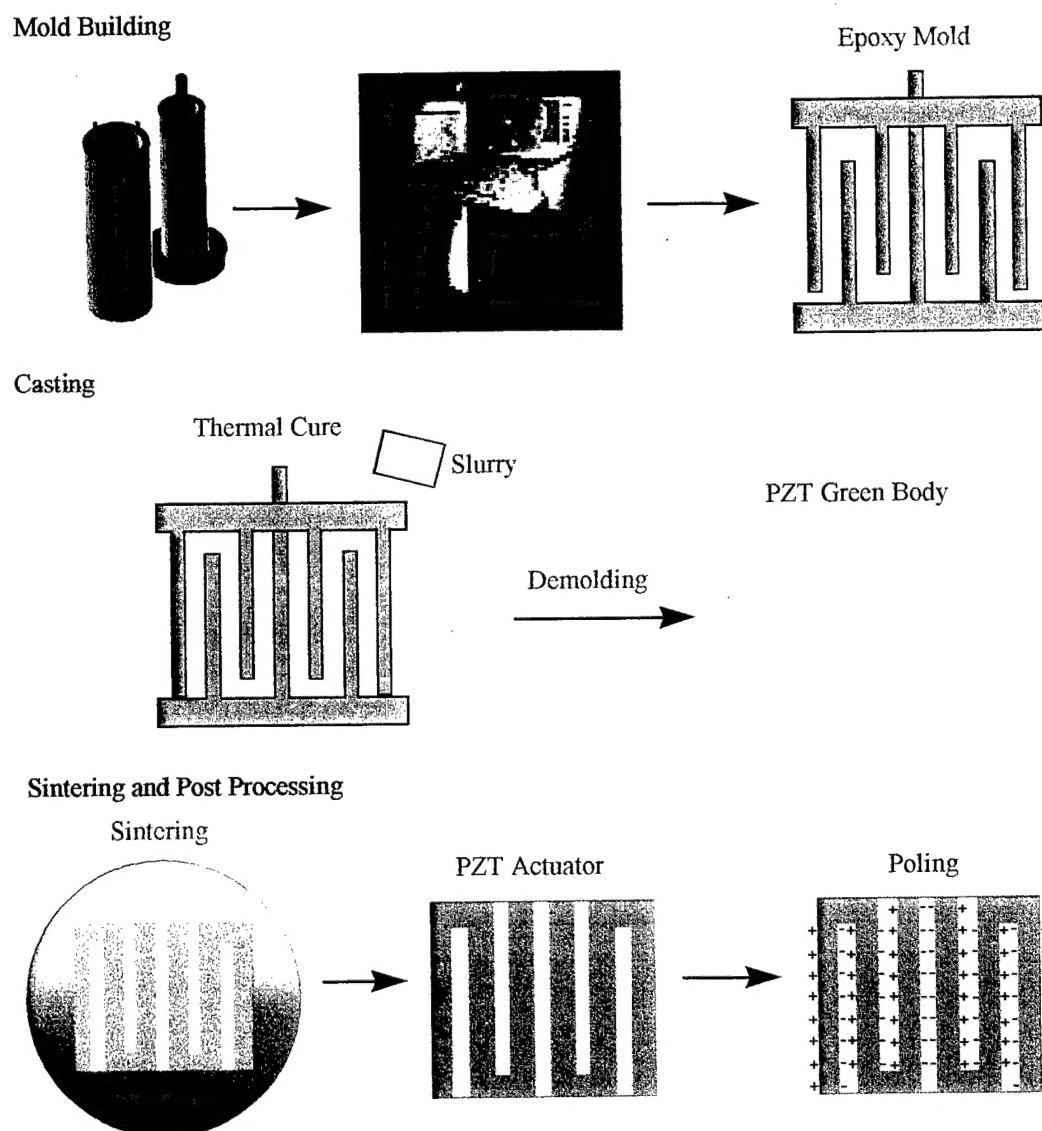 Mold Building
Epoxy Mold
Casting
Thermal Cure
Slurry
PZT Green Body
Demolding
Sintering and Post Processing
Sintering
PZT Actuator
Poling